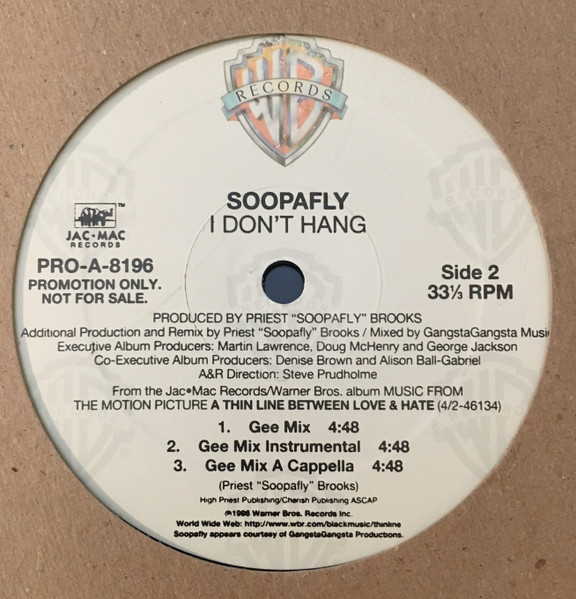 RECORDS
SOOPAFLY
I DON'T HANG
JAC•MAC™
RECORDS
PRO-A-8196
PROMOTION ONLY.
NOT FOR SALE.
Side 2
33⅓ RPM
PRODUCED BY PRIEST "SOOPAFLY" BROOKS
Additional Production and Remix by Priest "Soopafly" Brooks / Mixed by GangstaGangsta Musi
Executive Album Producers: Martin Lawrence, Doug McHenry and George Jackson
Co-Executive Album Producers: Denise Brown and Alison Ball-Gabriel
A&R Direction: Steve Prudholme
From the Jac•Mac Records/Warner Bros. album MUSIC FROM
THE MOTION PICTURE A THIN LINE BETWEEN LOVE & HATE (4/2-46134)
1. Gee Mix 4:48
2. Gee Mix Instrumental 4:48
3. Gee Mix A Cappella 4:48
(Priest "Soopafly" Brooks)
High Priest Publishing/Cherish Publishing ASCAP
℗1996 Warner Bros. Records Inc.
World Wide Web: http://www.wbr.com/blackmusic/thinline
Soopafly appears courtesy of GangstaGangsta Productions.